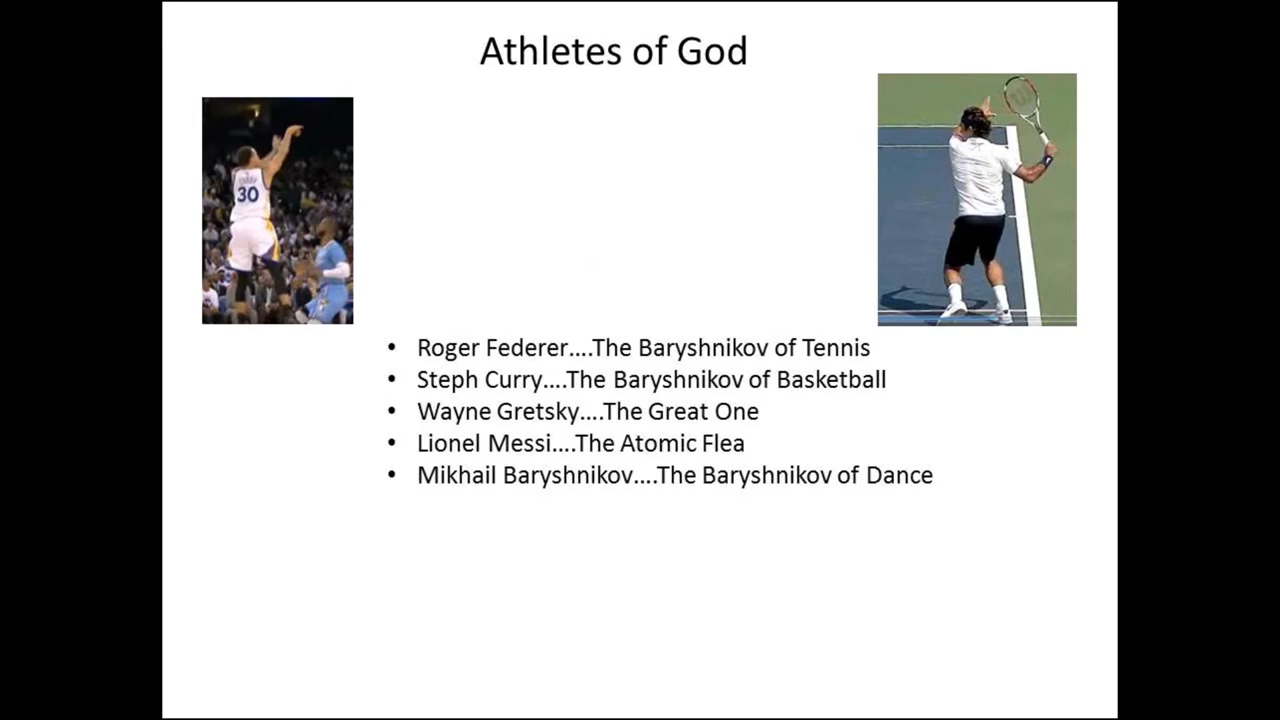 Athletes of God
30
• Roger Federer....The Baryshnikov of Tennis
• Steph Curry....The Baryshnikov of Basketball
• Wayne Gretsky....The Great One
• Lionel Messi....The Atomic Flea
• Mikhail Baryshnikov....The Baryshnikov of Dance